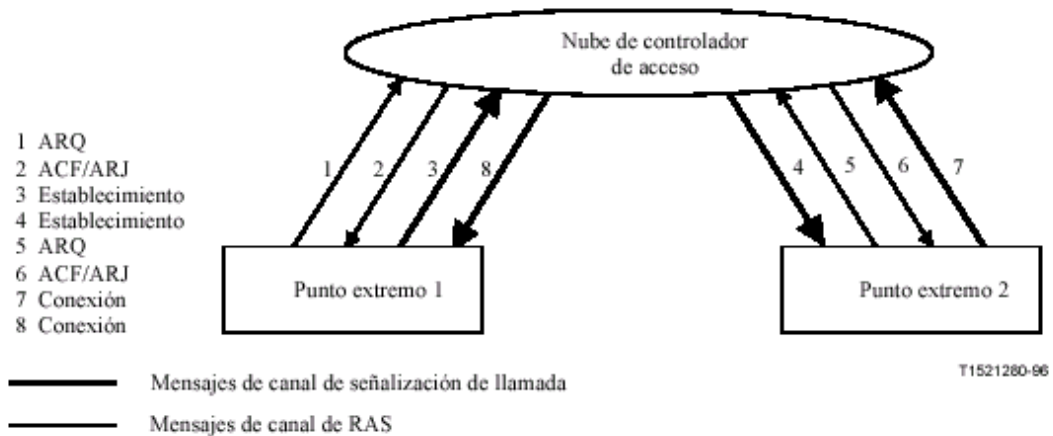 Nube de controlador
de acceso
1 ARQ
2 ACF/ARJ
3 Establecimiento
4 Establecimiento
5 ARQ
6 ACF/ARJ
7 Conexión
8 Conexión
1
2
3
8
4
5
6
7
Punto extremo 1
Punto extremo 2
T1521280-96
Mensajes de canal de señalización de llamada
Mensajes de canal de RAS